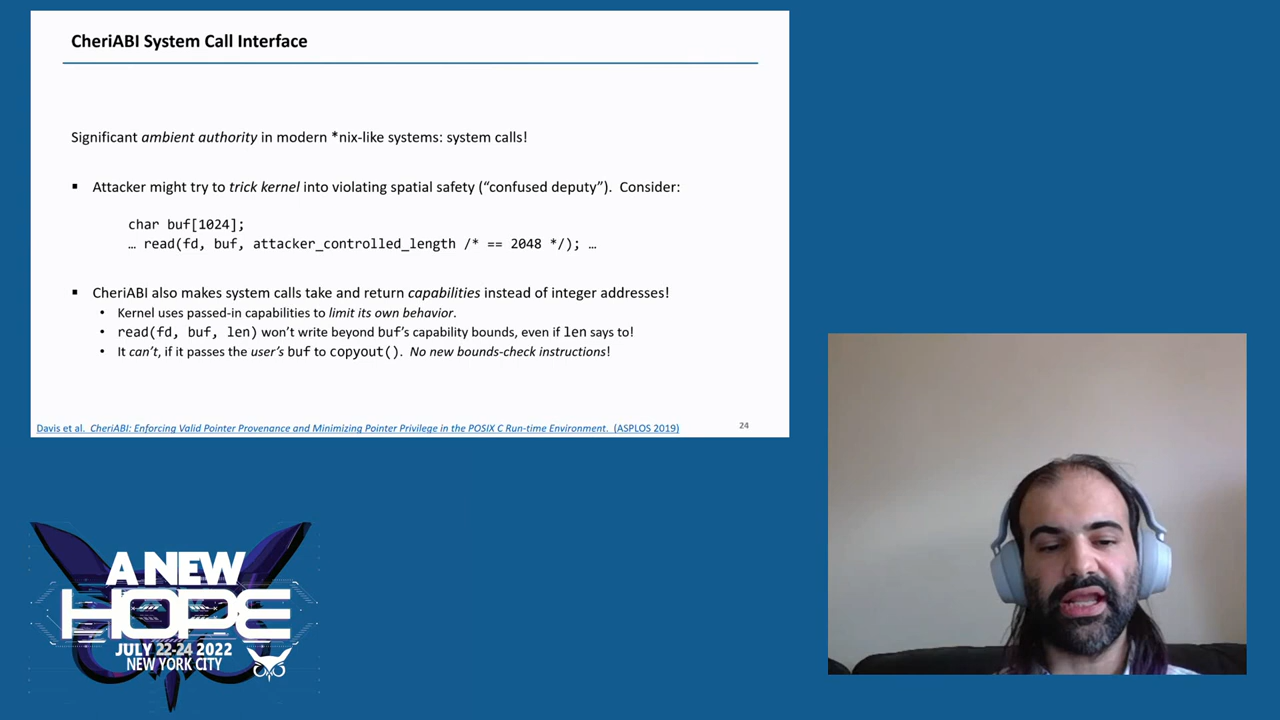 CheriABI System Call Interface
Significant ambient authority in modern *nix-like systems: system calls!
▪ Attacker might try to trick kernel into violating spatial safety (“confused deputy”). Consider:
char buf[1024];
… read(fd, buf, attacker_controlled_length /* == 2048 */); …
▪ CheriABI also makes system calls take and return capabilities instead of integer addresses!
• Kernel uses passed-in capabilities to limit its own behavior.
• read(fd, buf, len) won’t write beyond buf’s capability bounds, even if len says to!
• It can’t, if it passes the user’s buf to copyout(). No new bounds-check instructions!
Davis et al. CheriABI: Enforcing Valid Pointer Provenance and Minimizing Pointer Privilege in the POSIX C Run-time Environment. (ASPLOS 2019)
24
A NEW
HOPE
JULY 22-24 2022
NEW YORK CITY